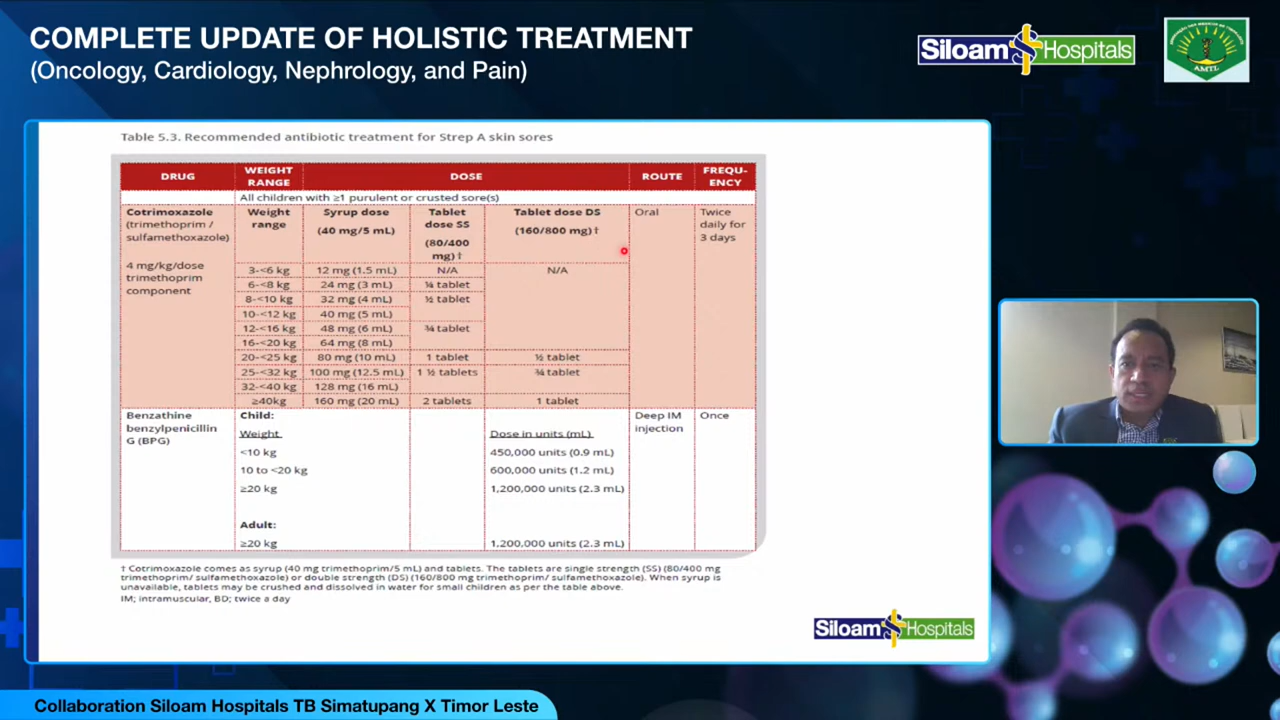 COMPLETE UPDATE OF HOLISTIC TREATMENT
(Oncology, Cardiology, Nephrology, and Pain)
Siloam Hospitals
AMTL
Table 5.3. Recommended antibiotic treatment for Strep A skin sores
DRUG WEIGHT RANGE DOSE ROUTE FREQU-ENCY
All children with ≥1 purulent or crusted sore(s)
Cotrimoxazole (trimethoprim / sulfamethoxazole) Weight range Syrup dose (40 mg/5 mL) Tablet dose SS (80/400 mg)† Tablet dose DS (160/800 mg)† Oral Twice daily for 3 days
4 mg/kg/dose trimethoprim component
3-<6 kg 12 mg (1.5 mL) N/A N/A
6-<8 kg 24 mg (3 mL) ¼ tablet
8-<10 kg 32 mg (4 mL) ½ tablet
10-<12 kg 40 mg (5 mL)
12-<16 kg 48 mg (6 mL) ¾ tablet
16-<20 kg 64 mg (8 mL)
20-<25 kg 80 mg (10 mL) 1 tablet ½ tablet
25-<32 kg 100 mg (12.5 mL) 1 ½ tablets ¾ tablet
32-<40 kg 128 mg (16 mL)
≥40kg 160 mg (20 mL) 2 tablets 1 tablet
Benzathine benzylpenicillin G (BPG) Child: Deep IM injection Once
Weight Dose in units (mL)
<10 kg 450,000 units (0.9 mL)
10 to <20 kg 600,000 units (1.2 mL)
≥20 kg 1,200,000 units (2.3 mL)
Adult:
≥20 kg 1,200,000 units (2.3 mL)
† Cotrimoxazole comes as syrup (40 mg trimethoprim/5 mL) and tablets. The tablets are single strength (SS) (80/400 mg
trimethoprim/ sulfamethoxazole) or double strength (DS) (160/800 mg trimethoprim/ sulfamethoxazole). When syrup is
unavailable, tablets may be crushed and dissolved in water for small children as per the table above.
IM; intramuscular, BD; twice a day
Siloam Hospitals
Collaboration Siloam Hospitals TB Simatupang X Timor Leste